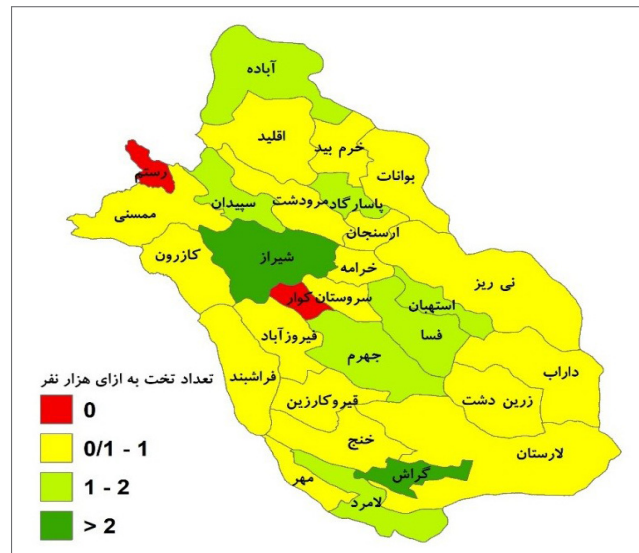 آباده
اقلید
خرم بید
بوانات
رستم
سپیدان
مرودشت
پاسارگاد
ممسنی
ارسنجان
کازرون
شیراز
خرامه
نی ریز
کوار
سروستان
استهبان
فسا
فیروزآباد
جهرم
داراب
فراشبند
قیروکارزین
زرین دشت
خنج
لارستان
گراش
مهر
لامرد
تعداد تخت به ازای هزار نفر
0
0/1 - 1
1 - 2
> 2